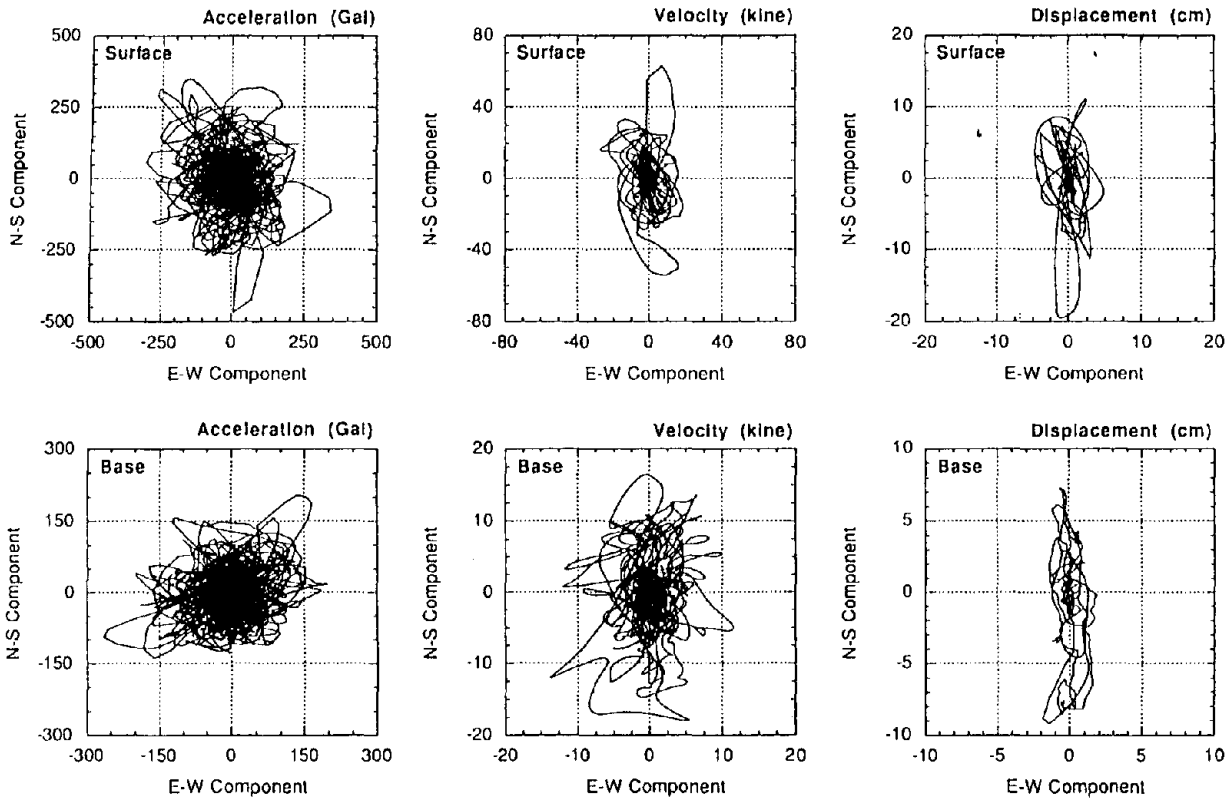 Acceleration (Gal)
Surface
500
250
0
-250
-500
N-S Component
-500 -250 0 250 500
E-W Component
Velocity (kine)
Surface
80
40
0
-40
-80
N-S Component
-80 -40 0 40 80
E-W Component
Displacement (cm)
Surface
20
10
0
-10
-20
N-S Component
-20 -10 0 10 20
E-W Component
Acceleration (Gal)
Base
300
150
0
-150
-300
N-S Component
-300 -150 0 150 300
E-W Component
Velocity (kine)
Base
20
10
0
-10
-20
N-S Component
-20 -10 0 10 20
E-W Component
Displacement (cm)
Base
10
5
0
-5
-10
N-S Component
-10 -5 0 5 10
E-W Component